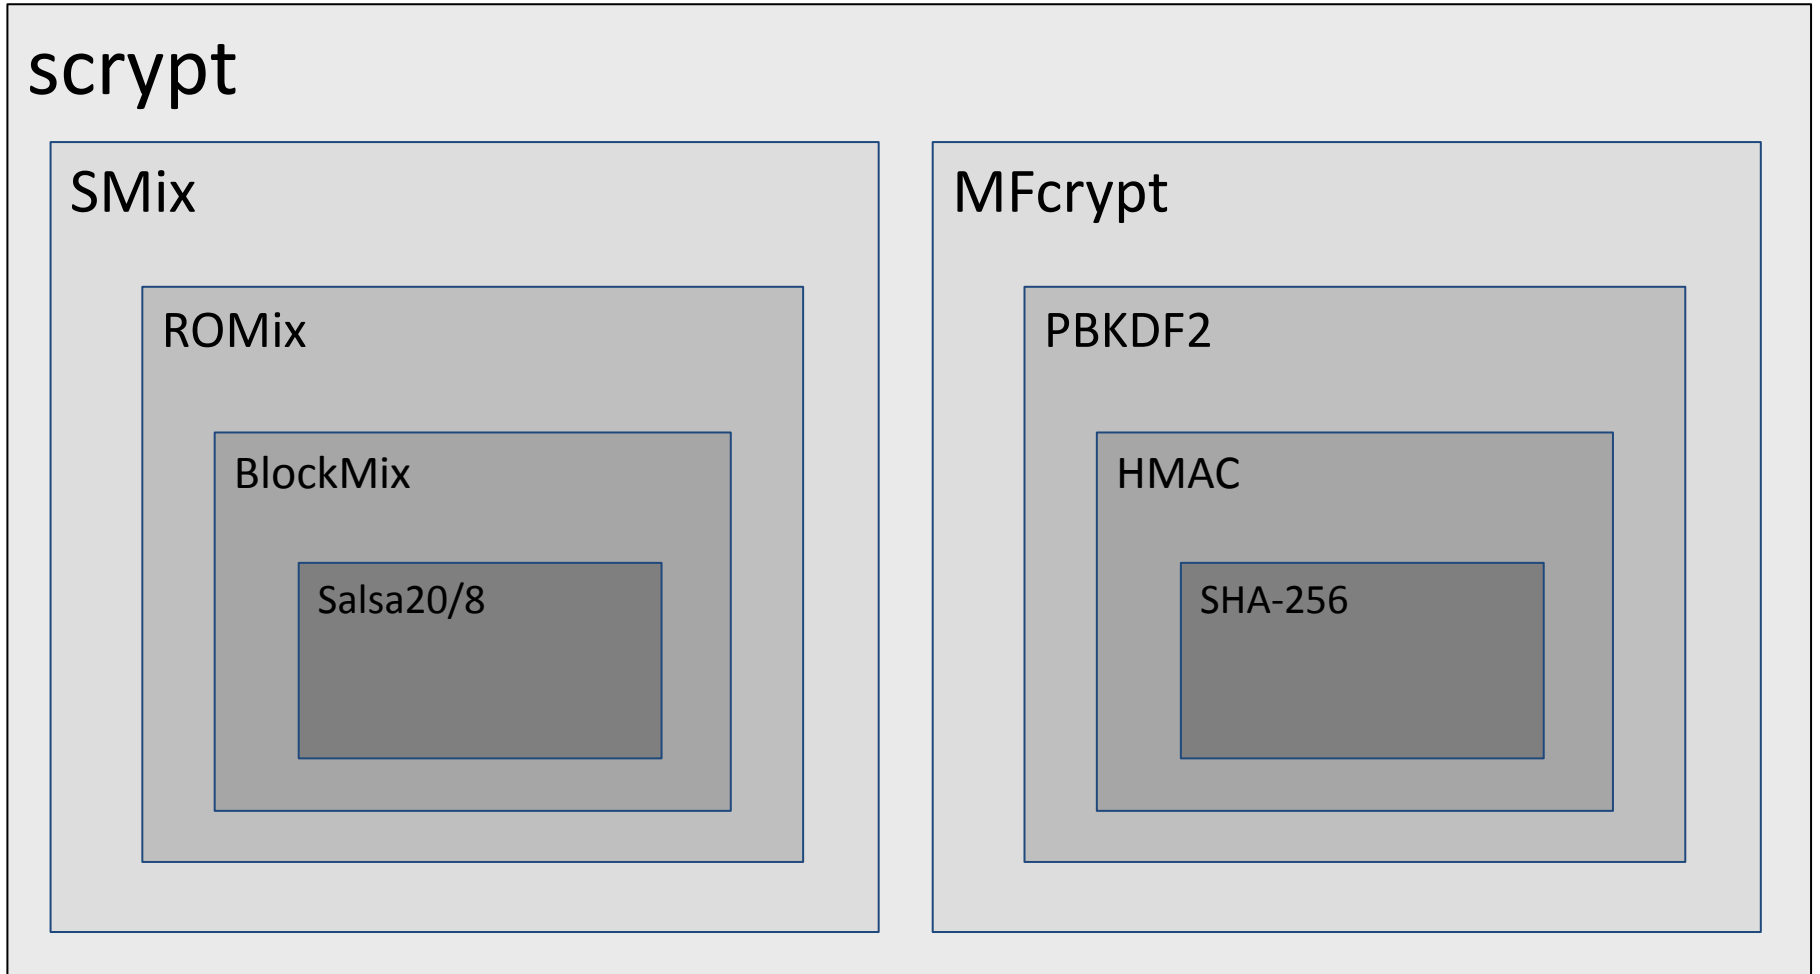 scrypt
SMix
ROMix
BlockMix
Salsa20/8
MFcrypt
PBKDF2
HMAC
SHA-256